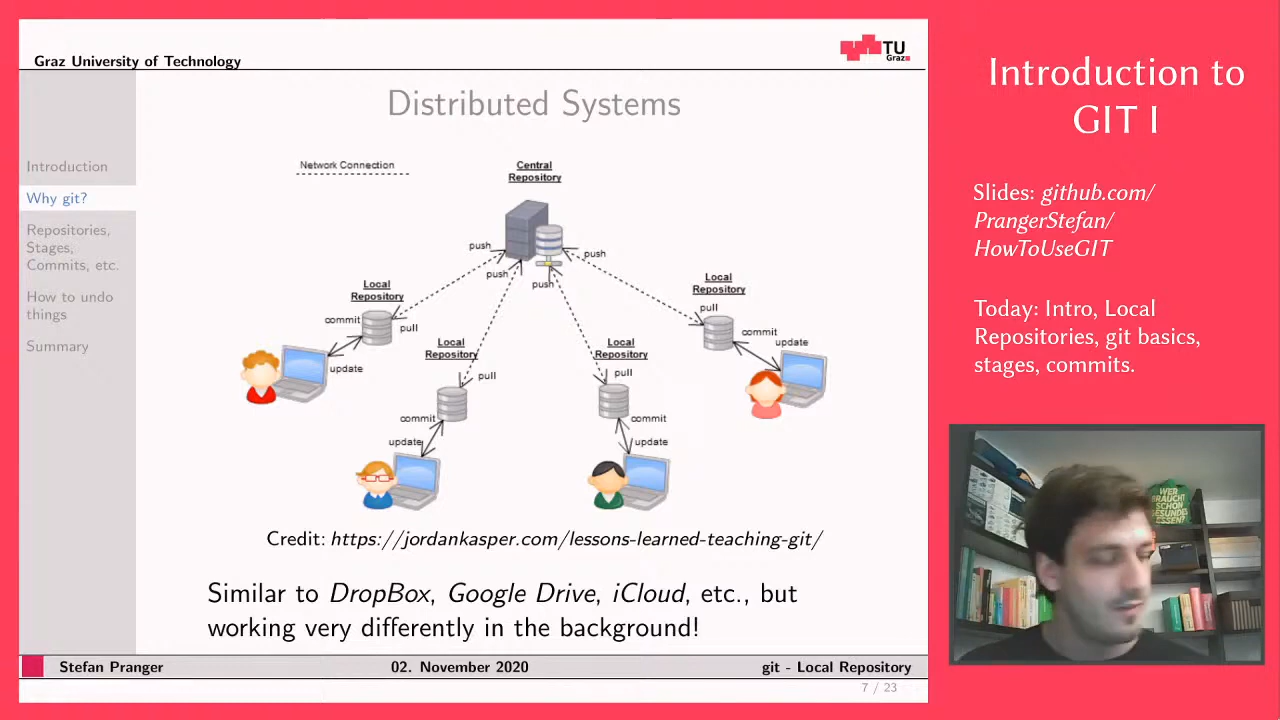 Graz University of Technology
TU
Graz
Distributed Systems
Introduction
Why git?
Repositories,
Stages,
Commits, etc.
How to undo
things
Summary
Network Connection
Central
Repository
push
push
push
push
Local
Repository
commit
pull
update
Local
Repository
pull
commit
update
Local
Repository
pull
commit
update
Local
Repository
pull
commit
update
Credit: https://jordankasper.com/lessons-learned-teaching-git/
Similar to DropBox, Google Drive, iCloud, etc., but
working very differently in the background!
Stefan Pranger
02. November 2020
git - Local Repository
7 / 23
Introduction to
GIT I
Slides: github.com/
PrangerStefan/
HowToUseGIT
Today: Intro, Local
Repositories, git basics,
stages, commits.
WER
BRAUCHT
SCHON
GESUNDES
ESSEN?